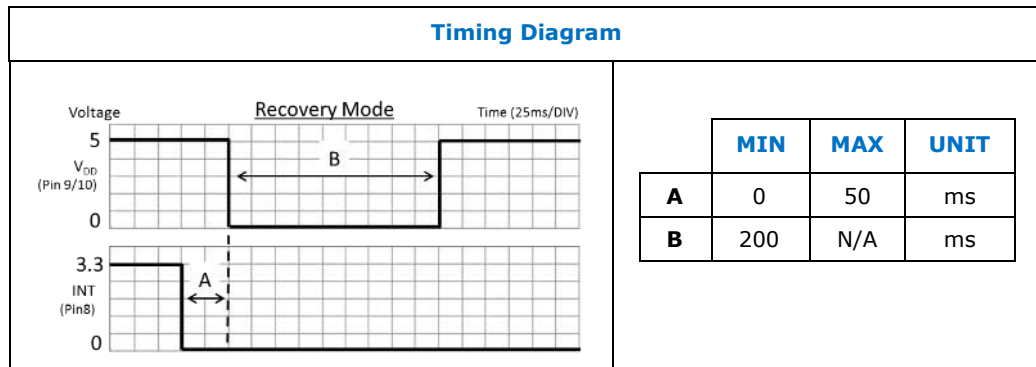 Timing Diagram
Voltage Recovery Mode Time (25ms/DIV)
5
VDD
(Pin 9/10)
0
B
3.3
INT
(Pin8)
0
A
MIN MAX UNIT
A 0 50 ms
B 200 N/A ms